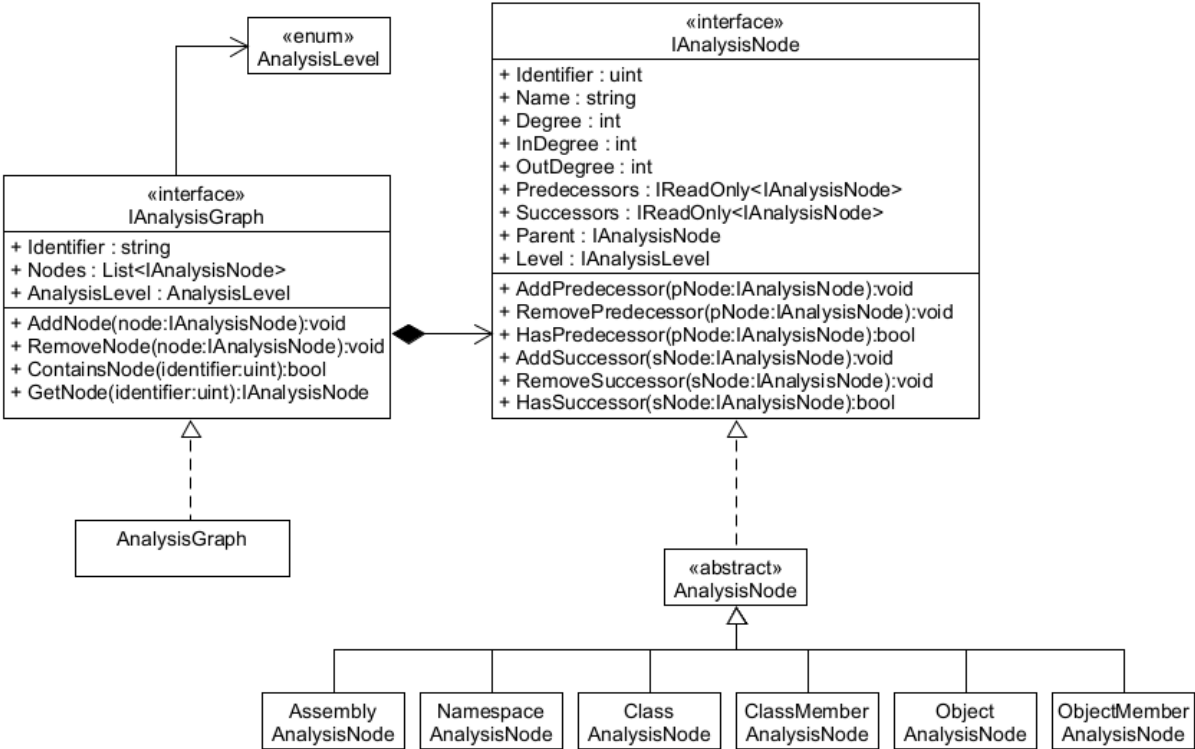 «enum»
AnalysisLevel
«interface»
IAnalysisNode
+ Identifier : uint
+ Name : string
+ Degree : int
+ InDegree : int
+ OutDegree : int
+ Predecessors : IReadOnly<IAnalysisNode>
+ Successors : IReadOnly<IAnalysisNode>
+ Parent : IAnalysisNode
+ Level : IAnalysisLevel
+ AddPredecessor(pNode:IAnalysisNode):void
+ RemovePredecessor(pNode:IAnalysisNode):void
+ HasPredecessor(pNode:IAnalysisNode):bool
+ AddSuccessor(sNode:IAnalysisNode):void
+ RemoveSuccessor(sNode:IAnalysisNode):void
+ HasSuccessor(sNode:IAnalysisNode):bool
«interface»
IAnalysisGraph
+ Identifier : string
+ Nodes : List<IAnalysisNode>
+ AnalysisLevel : AnalysisLevel
+ AddNode(node:IAnalysisNode):void
+ RemoveNode(node:IAnalysisNode):void
+ ContainsNode(identifier:uint):bool
+ GetNode(identifier:uint):IAnalysisNode
AnalysisGraph
«abstract»
AnalysisNode
Assembly
AnalysisNode
Namespace
AnalysisNode
Class
AnalysisNode
ClassMember
AnalysisNode
Object
AnalysisNode
ObjectMember
AnalysisNode